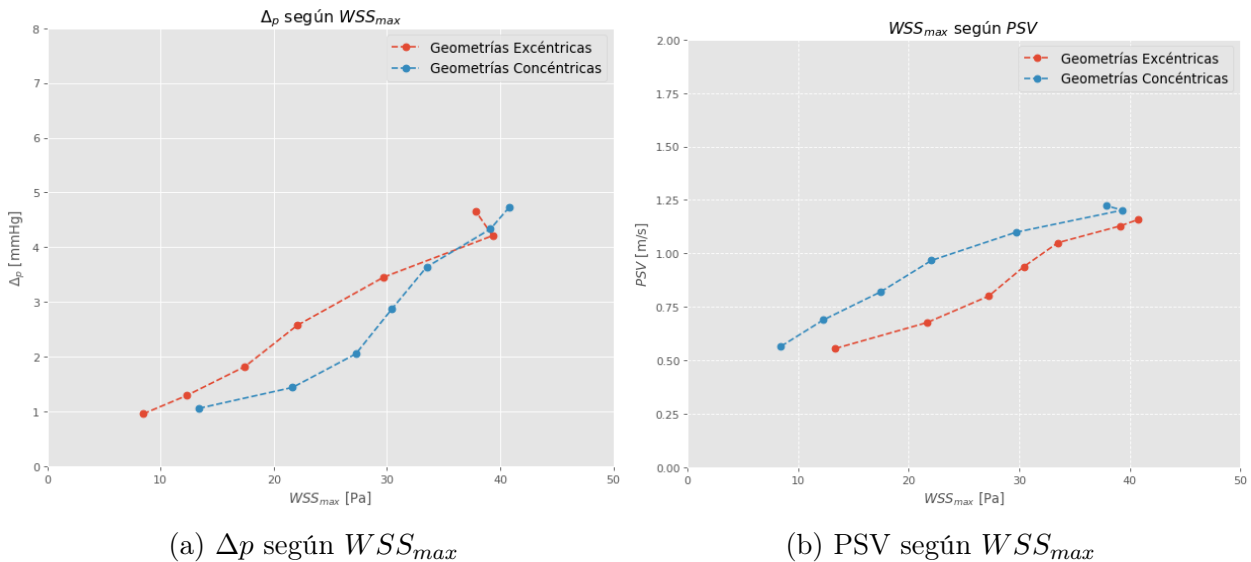 Δp según WSSmax
8
7
6
5
4
3
2
1
0
Δp [mmHg]
0 10 20 30 40 50
WSSmax [Pa]
Geometrías Excéntricas
Geometrías Concéntricas
(a) Δp según WSSmax
WSSmax según PSV
2.00
1.75
1.50
1.25
1.00
0.75
0.50
0.25
0.00
PSV [m/s]
0 10 20 30 40 50
WSSmax [Pa]
Geometrías Excéntricas
Geometrías Concéntricas
(b) PSV según WSSmax